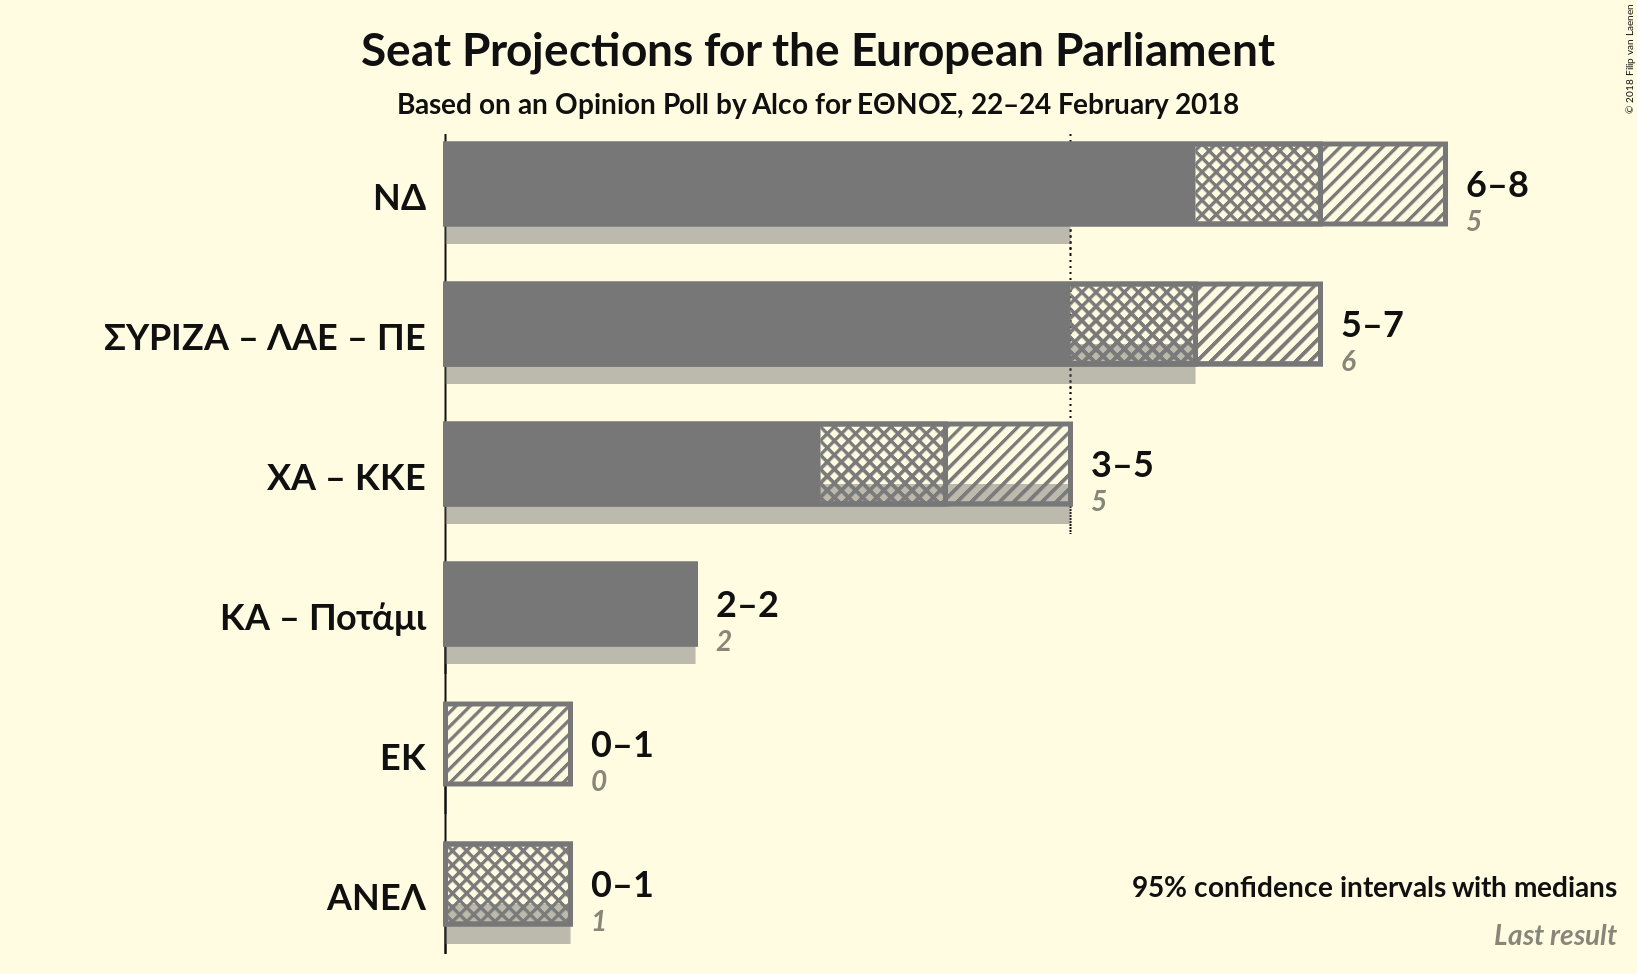 Seat Projections for the European Parliament
Based on an Opinion Poll by Alco for ΕΘΝΟΣ, 22–24 February 2018
© 2018 Filip van Laenen
ΝΔ
6–8
5
ΣΥΡΙΖΑ – ΛΑΕ – ΠΕ
5–7
6
ΧΑ – ΚΚΕ
3–5
5
ΚΑ – Ποτάμι
2–2
2
ΕΚ
0–1
0
ΑΝΕΛ
0–1
1
95% confidence intervals with medians
Last result